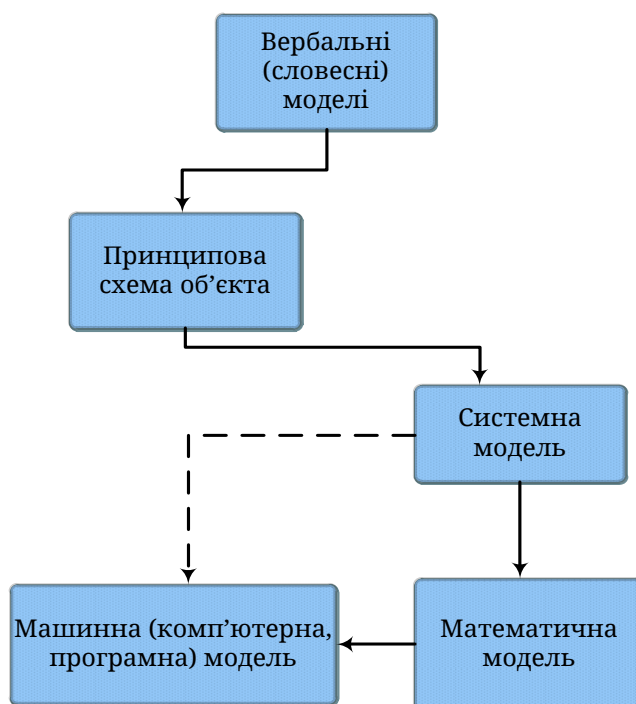 Вербальні
(словесні)
моделі
Принципова
схема об’єкта
Системна
модель
Машинна (комп’ютерна,
програмна) модель
Математична
модель